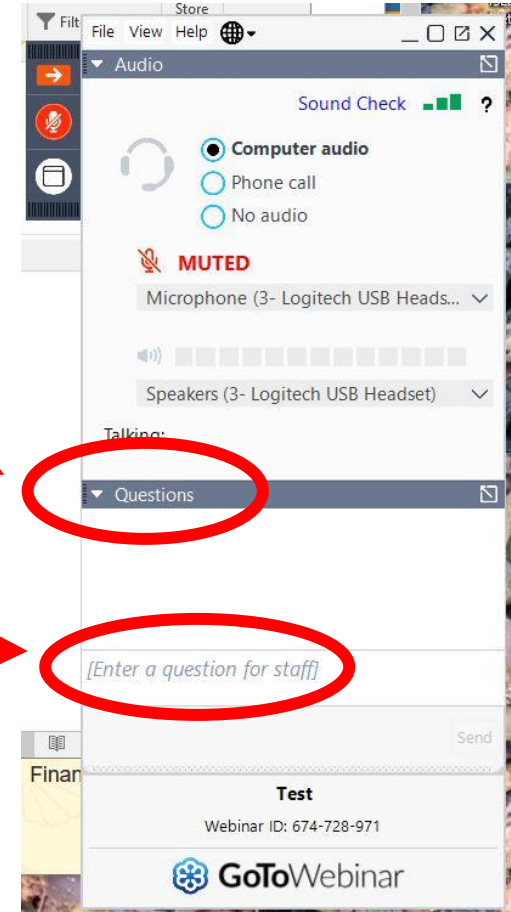 Store
Filt
File View Help
Audio
Sound Check ?
Computer audio
Phone call
No audio
MUTED
Microphone (3- Logitech USB Heads...
Speakers (3- Logitech USB Headset)
Talking:
Questions
[Enter a question for staff]
Send
Finan
Test
Webinar ID: 674-728-971
GoToWebinar